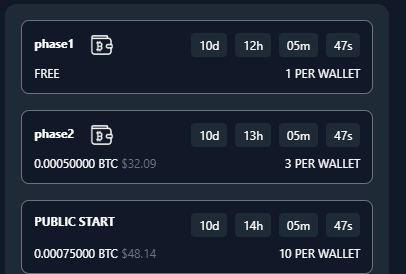 phase1 10d 12h 05m 47s
FREE 1 PER WALLET
phase2 10d 13h 05m 47s
0.00050000 BTC $32.09 3 PER WALLET
PUBLIC START 10d 14h 05m 47s
0.00075000 BTC $48.14 10 PER WALLET